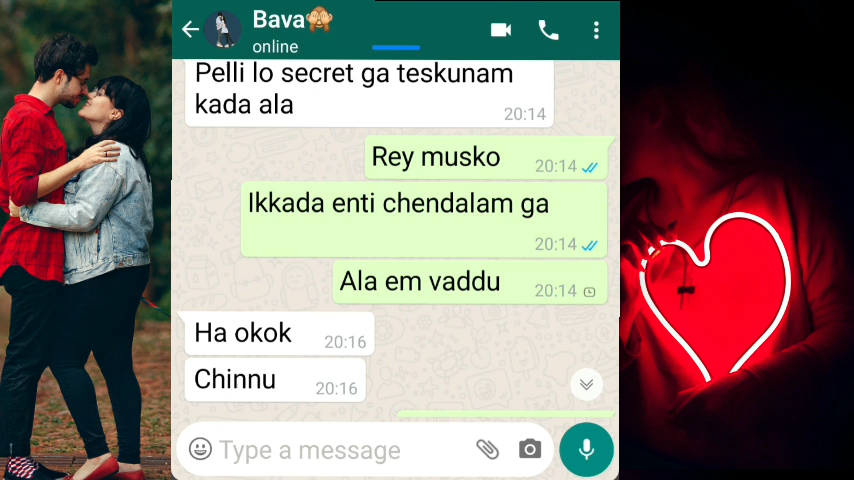 Bava🙈
online
Pelli lo secret ga teskunam
kada ala
20:14
Rey musko
20:14
Ikkada enti chendalam ga
20:14
Ala em vaddu
20:14
Ha okok
20:16
Chinnu
20:16
Type a message